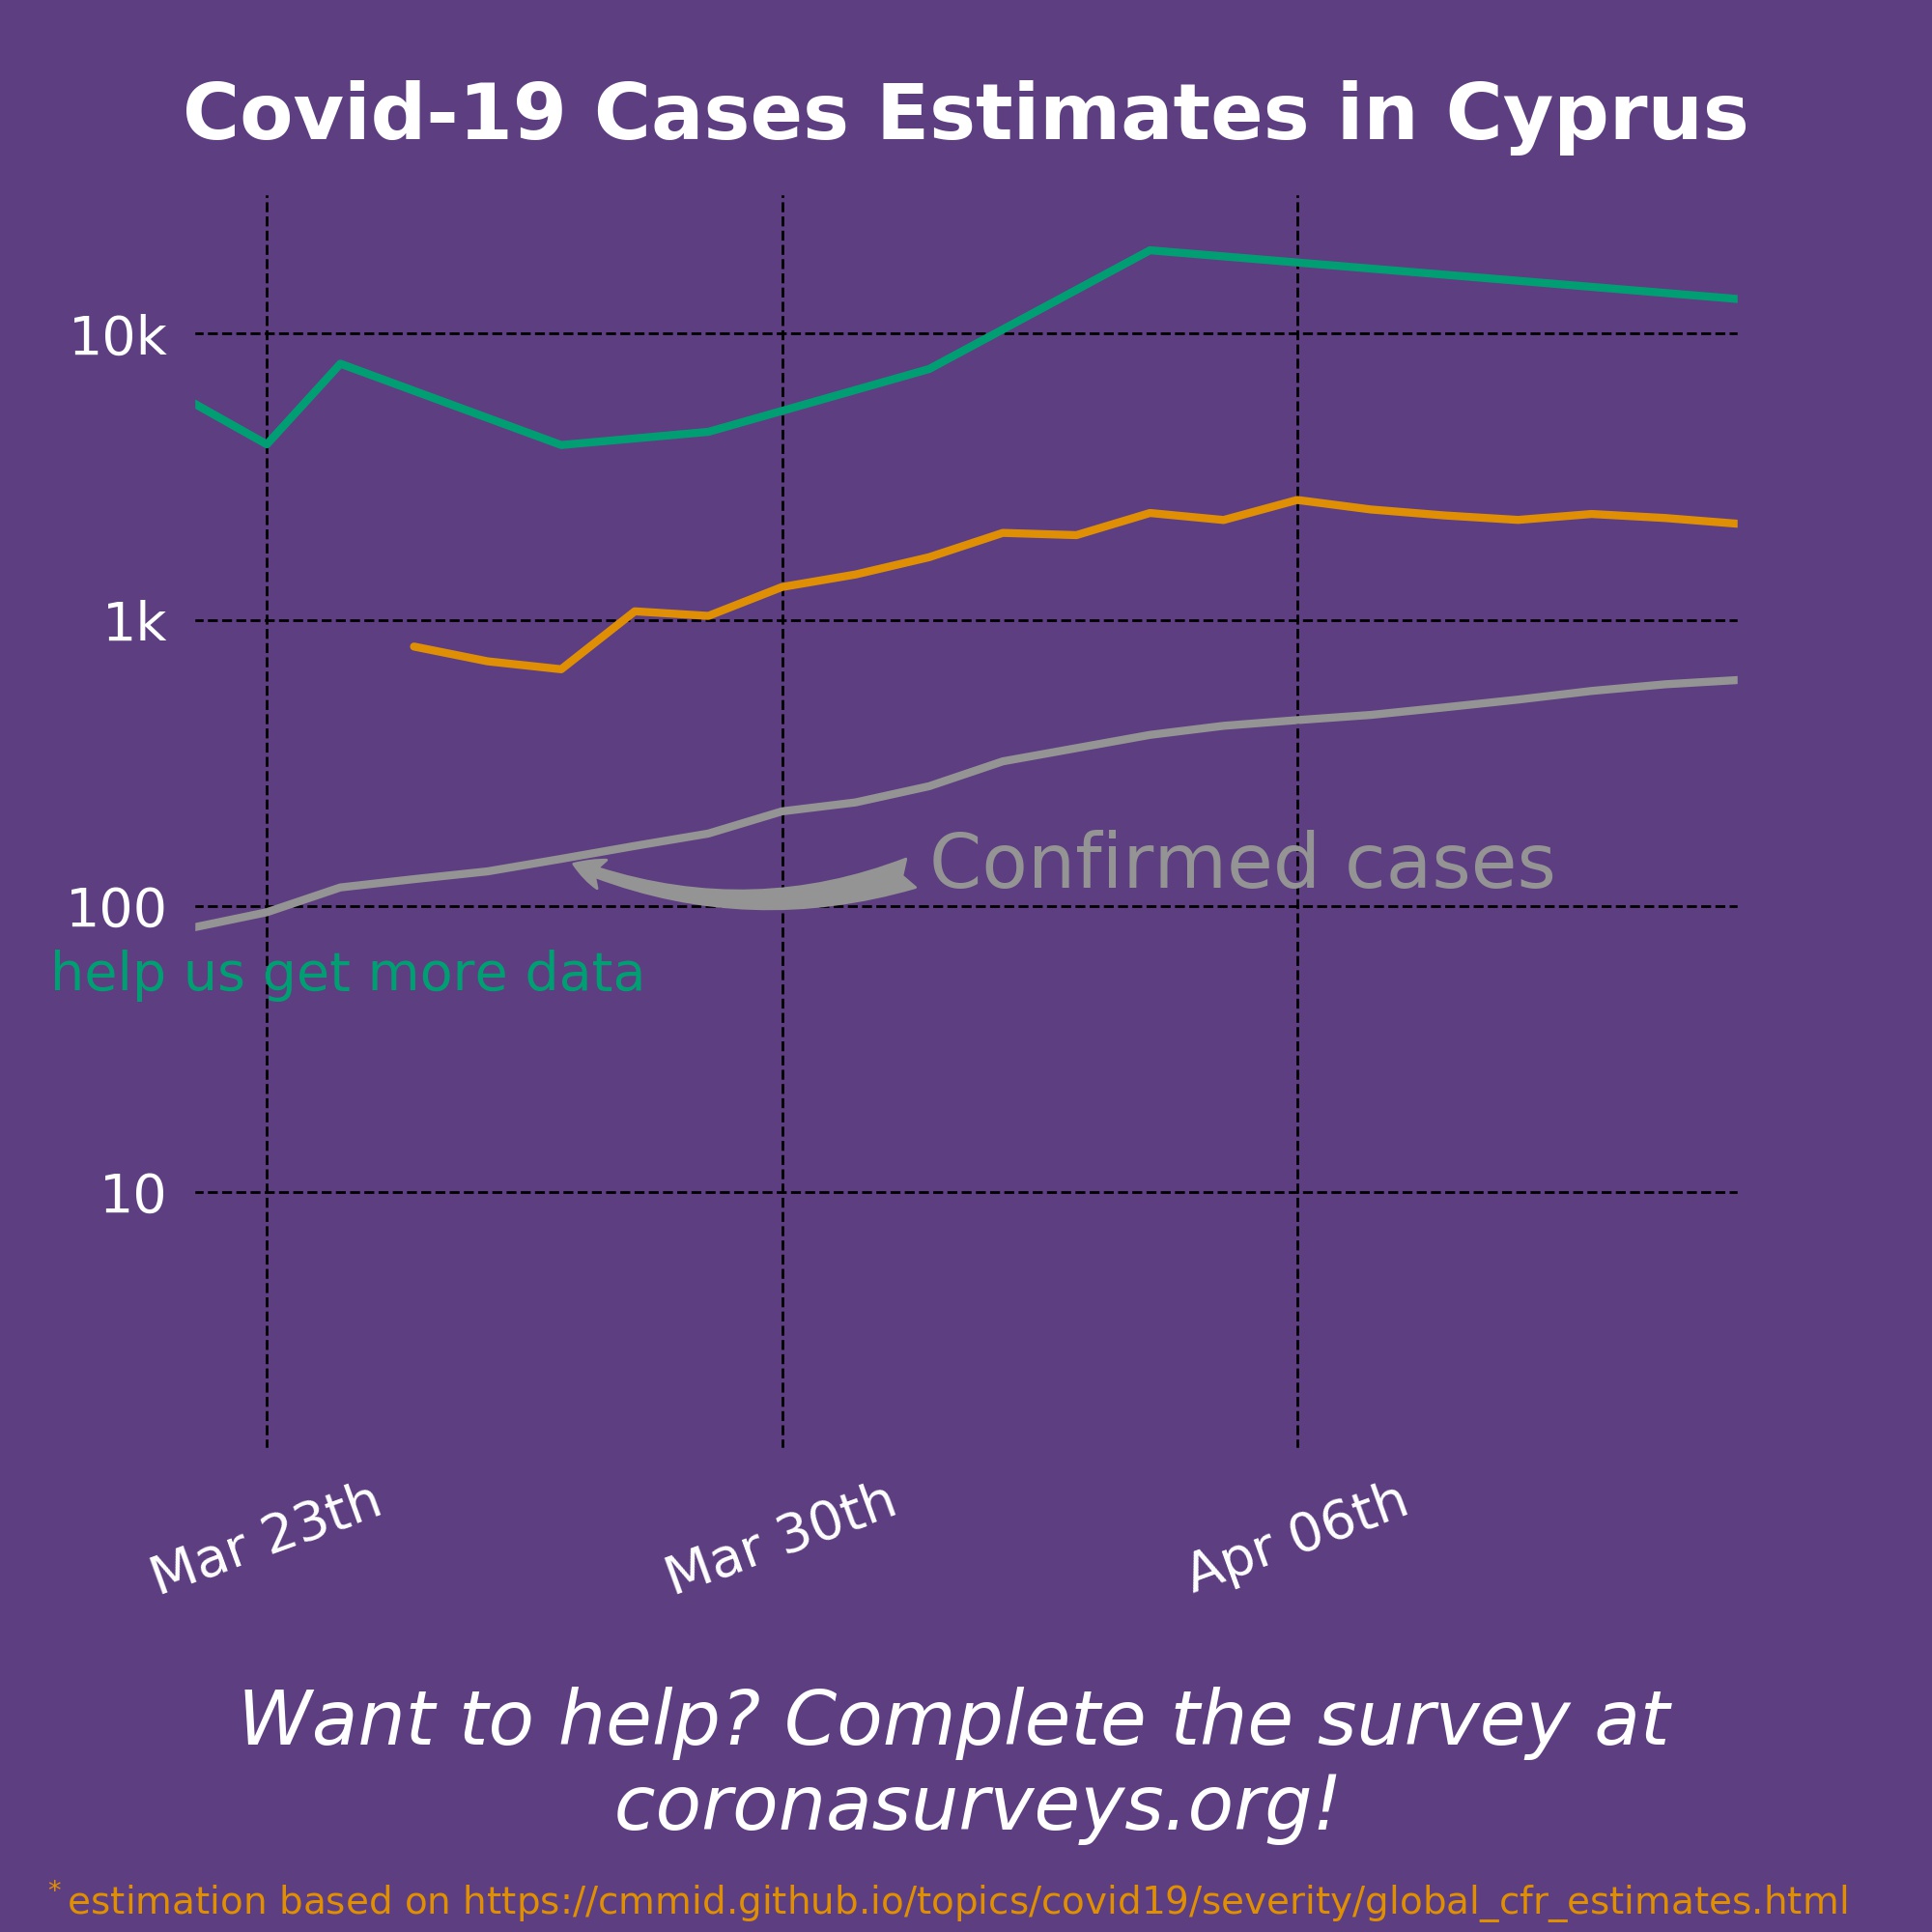 Covid-19 Cases Estimates in Cyprus
10k
1k
Confirmed cases
100
help us get more data
10
Mar 23th
Mar 30th
Apr 06th
Want to help? Complete the survey at
coronasurveys.org!
*estimation based on https://cmmid.github.io/topics/covid19/severity/global_cfr_estimates.html